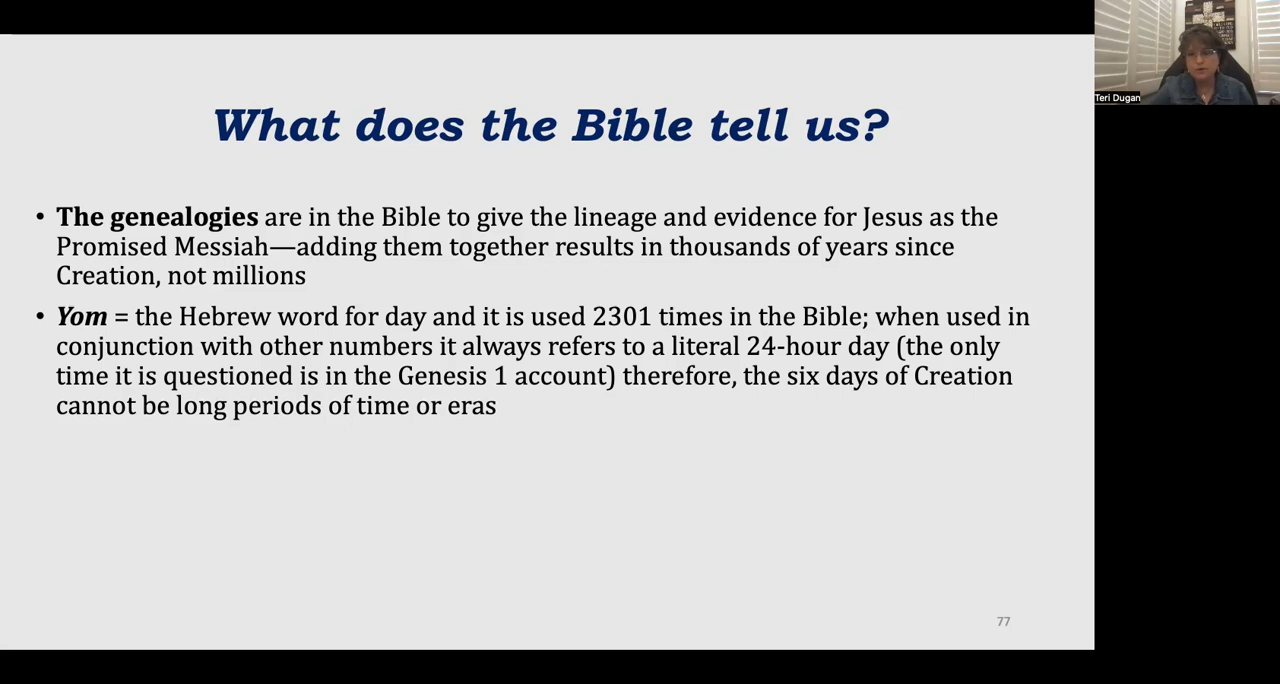 What does the Bible tell us?
• The genealogies are in the Bible to give the lineage and evidence for Jesus as the
Promised Messiah—adding them together results in thousands of years since
Creation, not millions
• Yom = the Hebrew word for day and it is used 2301 times in the Bible; when used in
conjunction with other numbers it always refers to a literal 24-hour day (the only
time it is questioned is in the Genesis 1 account) therefore, the six days of Creation
cannot be long periods of time or eras
77
Teri Dugan